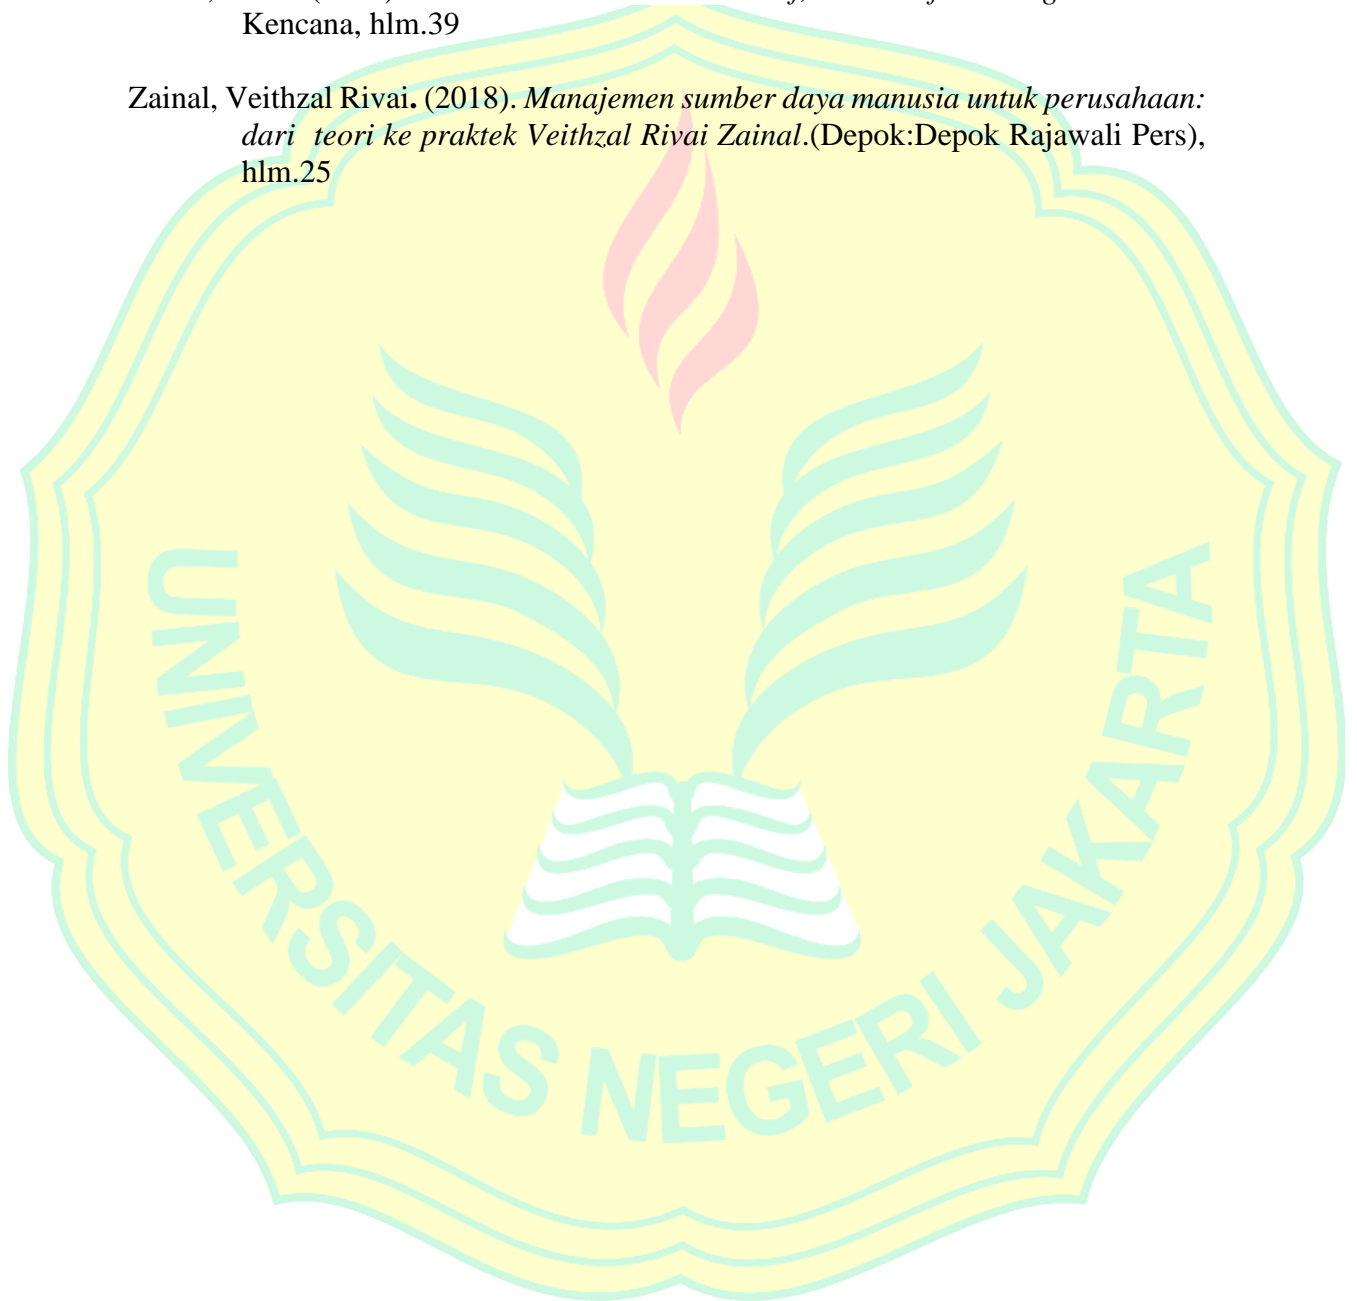 Kencana, hlm.39
Zainal, Veithzal Rivai. (2018). Manajemen sumber daya manusia untuk perusahaan:
dari teori ke praktek Veithzal Rivai Zainal.(Depok:Depok Rajawali Pers),
hlm.25
UNIVERSITAS NEGERI JAKARTA